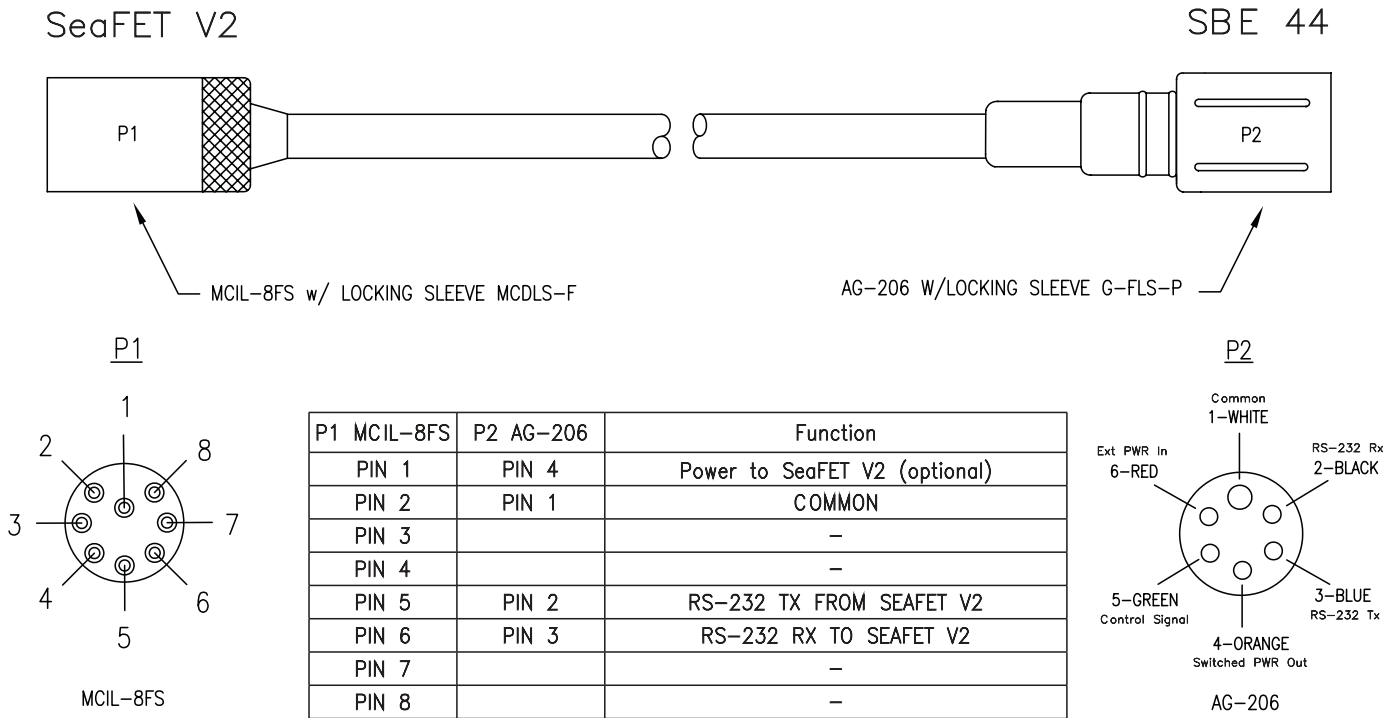 SeaFET V2
SBE 44
P1
P2
MCIL-8FS w/ LOCKING SLEEVE MCDLS-F
AG-206 W/LOCKING SLEEVE G-FLS-P
P1
1
2
8
3
7
4
6
5
MCIL-8FS
P1 MCIL-8FS P2 AG-206 Function
PIN 1 PIN 4 Power to SeaFET V2 (optional)
PIN 2 PIN 1 COMMON
PIN 3 -
PIN 4 -
PIN 5 PIN 2 RS-232 TX FROM SEAFET V2
PIN 6 PIN 3 RS-232 RX TO SEAFET V2
PIN 7 -
PIN 8 -
P2
Common
1-WHITE
Ext PWR In
6-RED
RS-232 Rx
2-BLACK
5-GREEN
Control Signal
3-BLUE
RS-232 Tx
4-ORANGE
Switched PWR Out
AG-206